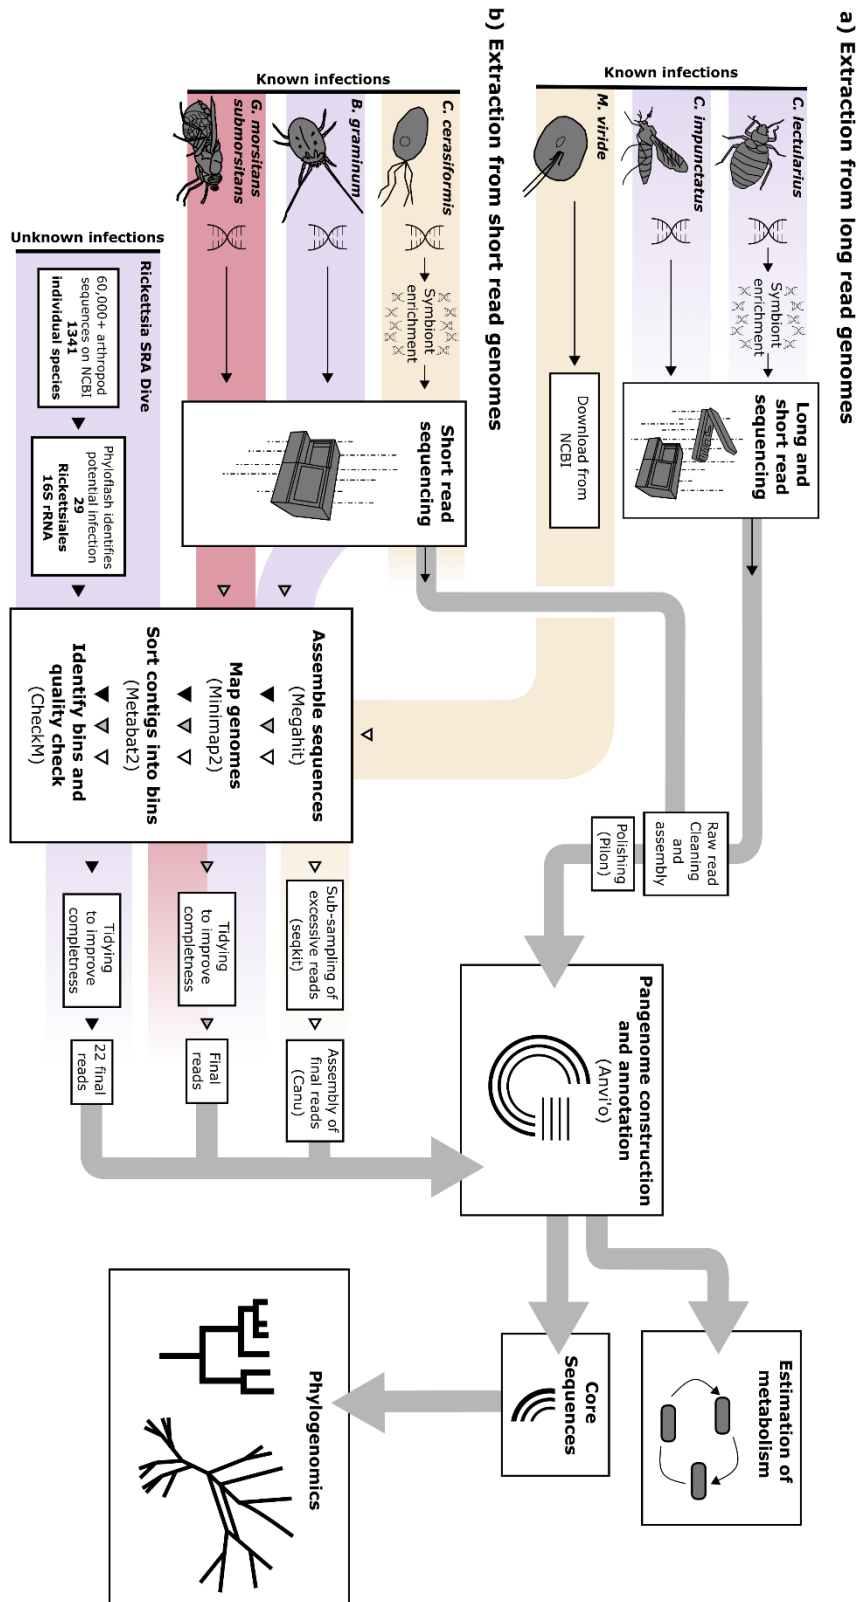 a) Extraction from long read genomes
Known infections
C. lectularius
Symbiont
enrichment
C. impunctatus
Long and
short read
sequencing
M. viride
Download from
NCBI
Raw read
Cleaning
and
assembly
Polishing
(Pilon)
b) Extraction from short read genomes
Known infections
C. cerasiformis
Symbiont
enrichment
B. graminum
G. morsitans
submorsitans
Short read
sequencing
Unknown infections
Rickettsia SRA Dive
60,000+ arthropod
sequences on NCBI
1341
individual species
Phyloflash identifies
potential infection
29
Rickettsiales
16S rRNA
Assemble sequences
(Megahit)
Map genomes
(Minimap2)
Sort contigs into bins
(Metabat2)
Identify bins and
quality check
(CheckM)
Sub-sampling of
excessive reads
(seqkit)
Assembly of
final reads
(Canu)
Tidying
to improve
completness
Final
reads
Tidying
to improve
completness
22 final
reads
Pangenome construction
and annotation
(Anvi'o)
Estimation of
metabolism
Core
Sequences
Phylogenomics